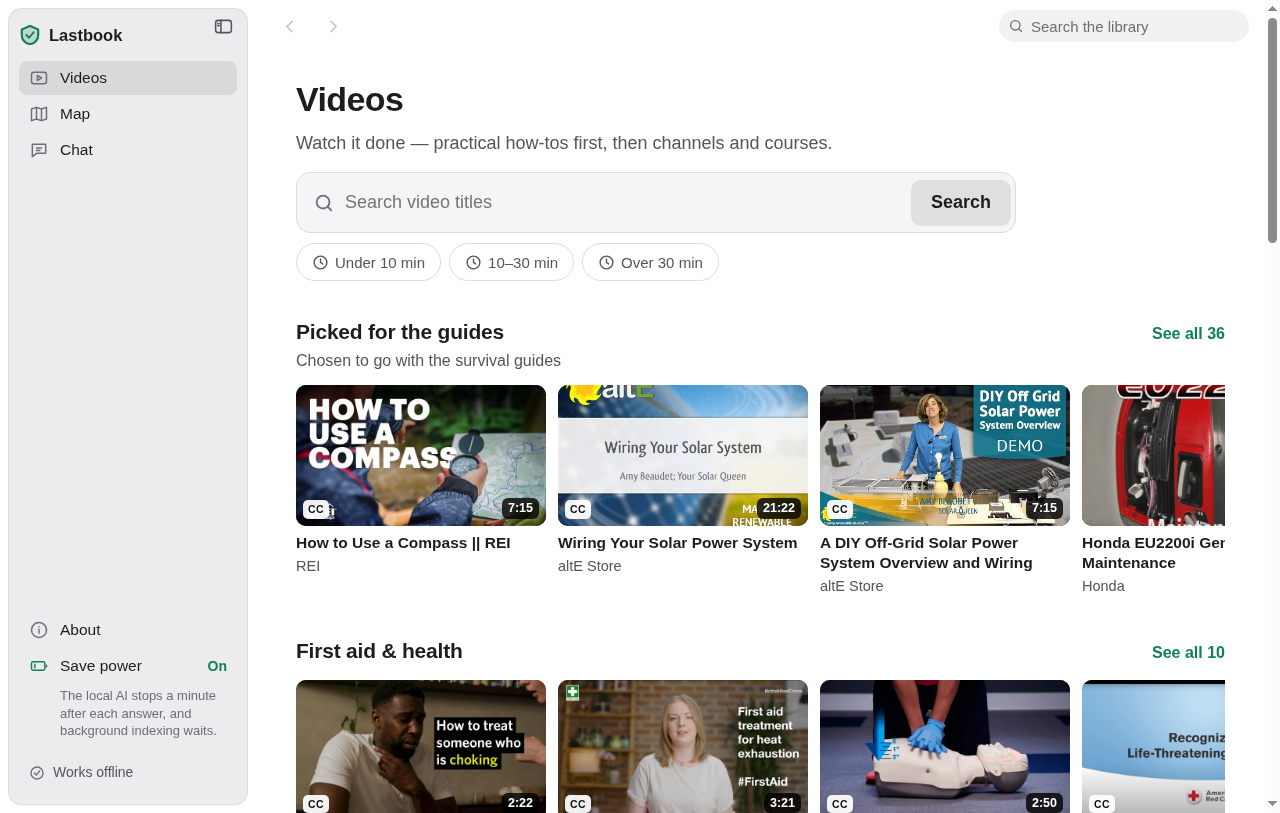 Lastbook
Search the library
Videos
Map
Chat
Videos
Watch it done — practical how-tos first, then channels and courses.
Search video titles
Search
Under 10 min
10–30 min
Over 30 min
Picked for the guides
See all 36
Chosen to go with the survival guides
HOW TO
USE A
COMPASS
CC
7:15
altE
Wiring Your Solar System
Amy Beaudet; Your Solar Queen
RENEWABLE
CC
21:22
DIY Off Grid
Solar Power
System Overview
DEMO
AMY BEAUDET
SOLAR QUEEN
CC
7:15
How to Use a Compass || REI
REI
Wiring Your Solar Power System
altE Store
A DIY Off-Grid Solar Power
System Overview and Wiring
altE Store
Honda EU2200i Ger
Maintenance
Honda
First aid & health
See all 10
How to treat
someone who
is choking
CC
2:22
BritishRedCross
First aid
treatment
for heat
exhaustion
#FirstAid
CC
3:21
CC
2:50
Recogniz
Life-Threatening
Red C
CC
About
Save power
On
The local AI stops a minute
after each answer, and
background indexing waits.
Works offline